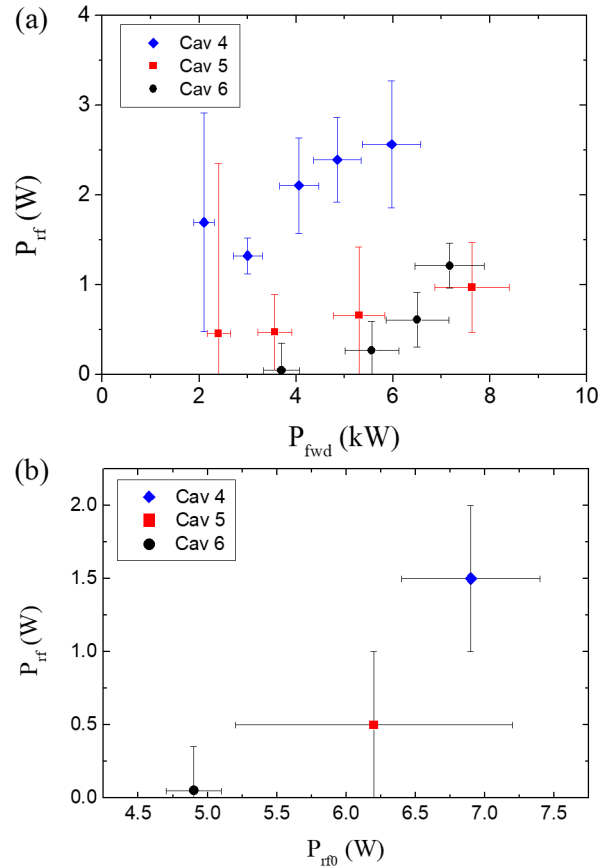 (a)
4
3
2
1
0
P_rf (W)
Cav 4
Cav 5
Cav 6
0 2 4 6 8 10
P_fwd (kW)
(b)
2.0
1.5
1.0
0.5
0.0
P_rf (W)
Cav 4
Cav 5
Cav 6
4.5 5.0 5.5 6.0 6.5 7.0 7.5
P_rf0 (W)